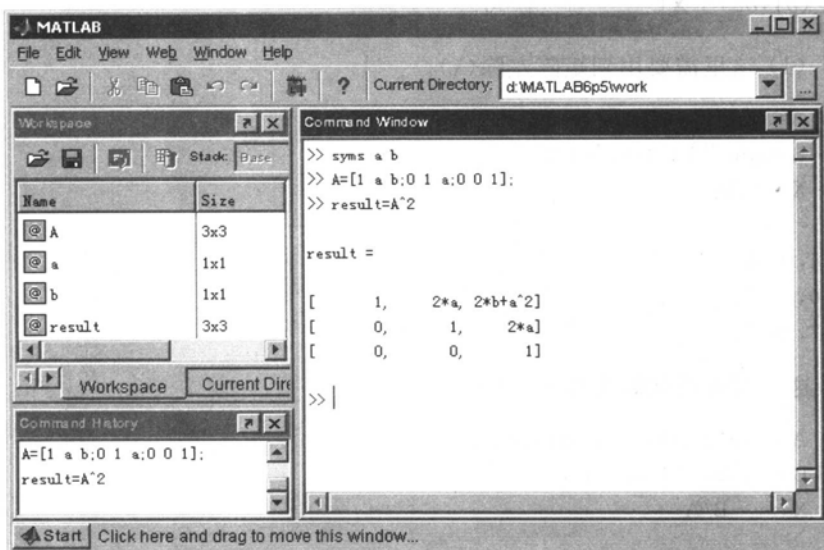 MATLAB
File Edit View Web Window Help
? Current Directory: d:\MATLAB6p5\work ...
Workspace
Stack: Base
Name Size
A 3x3
a 1x1
b 1x1
result 3x3
Workspace Current Dire
Command History
A=[1 a b;0 1 a;0 0 1];
result=A^2
Command Window
>> syms a b
>> A=[1 a b;0 1 a;0 0 1];
>> result=A^2
result =
[ 1, 2*a, 2*b+a^2]
[ 0, 1, 2*a]
[ 0, 0, 1]
>>
Start Click here and drag to move this window...